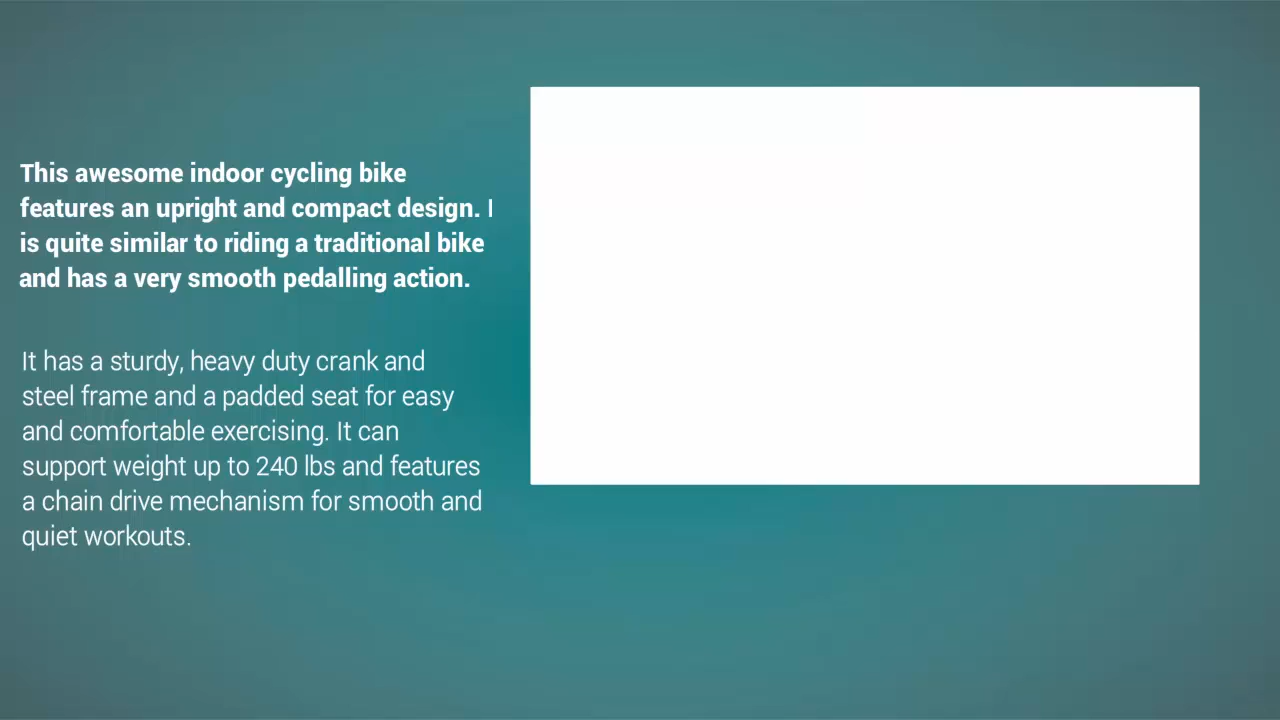 This awesome indoor cycling bike
features an upright and compact design. I
is quite similar to riding a traditional bike
and has a very smooth pedalling action.
It has a sturdy, heavy duty crank and
steel frame and a padded seat for easy
and comfortable exercising. It can
support weight up to 240 lbs and features
a chain drive mechanism for smooth and
quiet workouts.